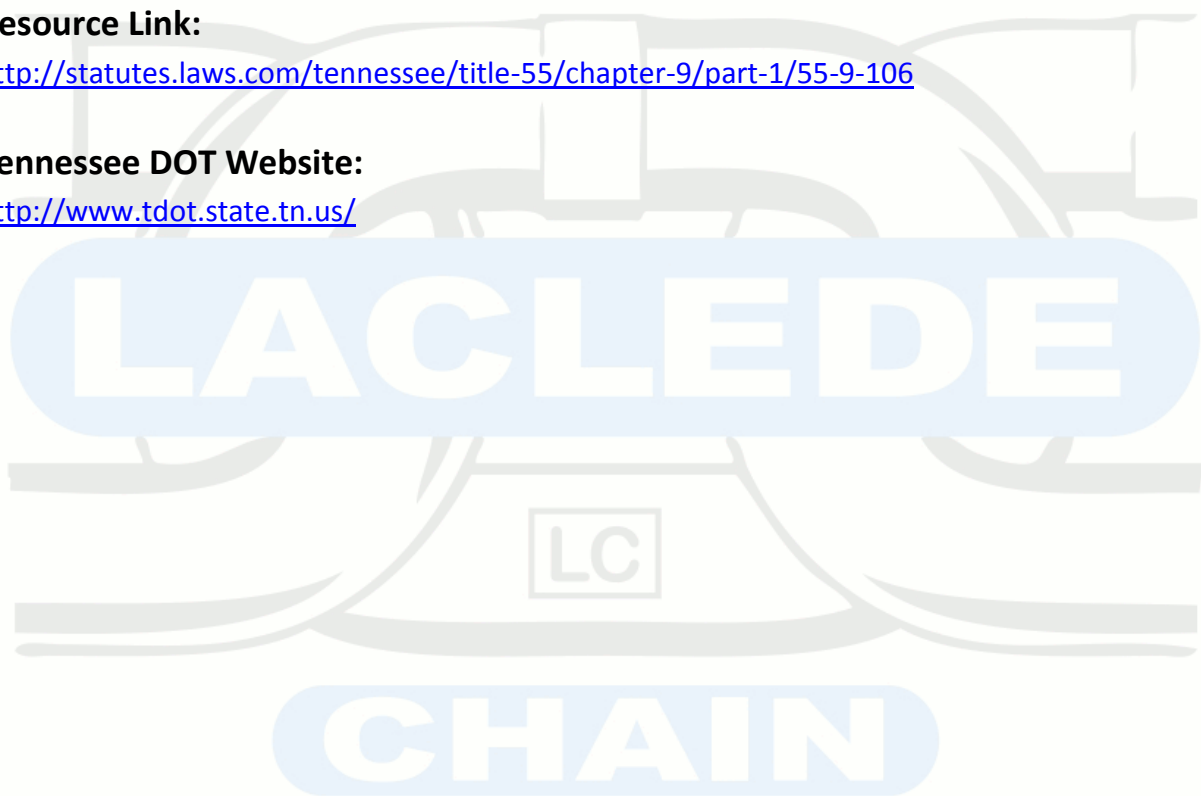 esource Link:
ttp://statutes.laws.com/tennessee/title-55/chapter-9/part-1/55-9-106
ennessee DOT Website:
ttp://www.tdot.state.tn.us/
LACLEDE
LC
CHAIN